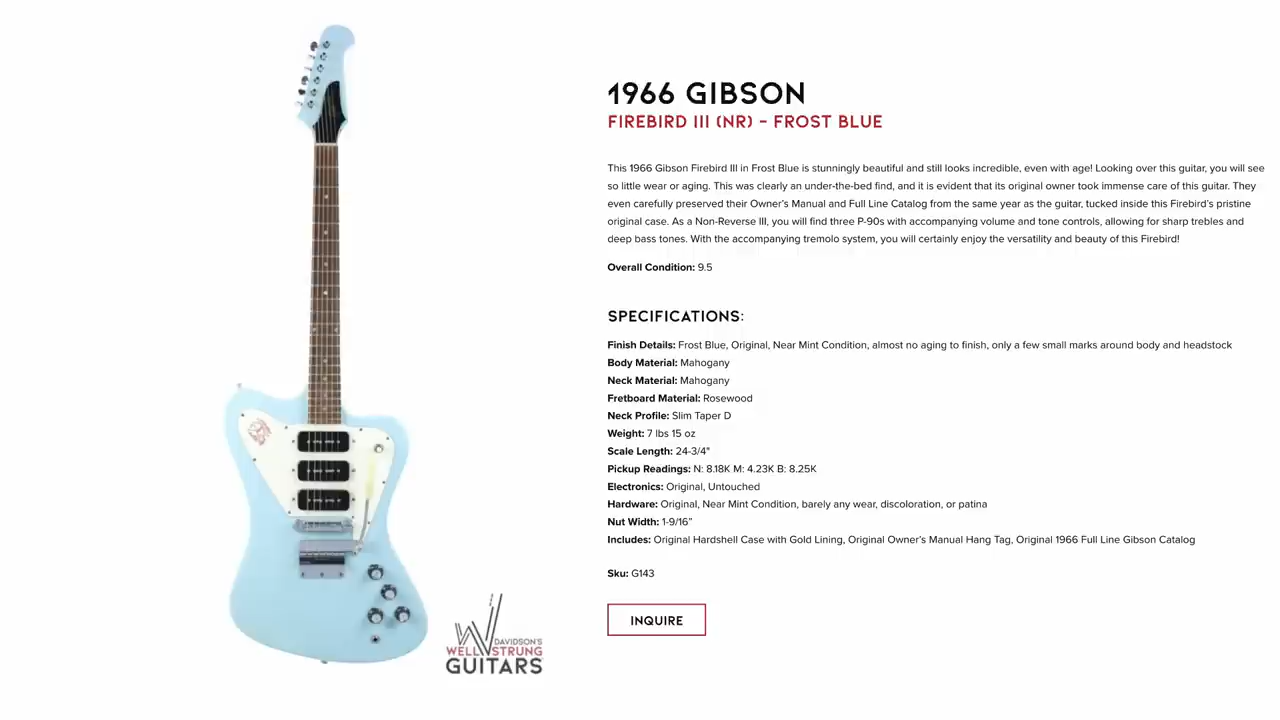 1966 GIBSON
FIREBIRD III (NR) - FROST BLUE
This 1966 Gibson Firebird III in Frost Blue is stunningly beautiful and still looks incredible, even with age! Looking over this guitar, you will see
so little wear or aging. This was clearly an under-the-bed find, and it is evident that its original owner took immense care of this guitar. They
even carefully preserved their Owner's Manual and Full Line Catalog from the same year as the guitar, tucked inside this Firebird's pristine
original case. As a Non-Reverse III, you will find three P-90s with accompanying volume and tone controls, allowing for sharp trebles and
deep bass tones. With the accompanying tremolo system, you will certainly enjoy the versatility and beauty of this Firebird!
Overall Condition: 9.5
SPECIFICATIONS:
Finish Details: Frost Blue, Original, Near Mint Condition, almost no aging to finish, only a few small marks around body and headstock
Body Material: Mahogany
Neck Material: Mahogany
Fretboard Material: Rosewood
Neck Profile: Slim Taper D
Weight: 7 lbs 15 oz
Scale Length: 24-3/4"
Pickup Readings: N: 8.18K M: 4.23K B: 8.25K
Electronics: Original, Untouched
Hardware: Original, Near Mint Condition, barely any wear, discoloration, or patina
Nut Width: 1-9/16”
Includes: Original Hardshell Case with Gold Lining, Original Owner's Manual Hang Tag, Original 1966 Full Line Gibson Catalog
Sku: G143
INQUIRE
DAVIDSON'S
WELL STRUNG
GUITARS